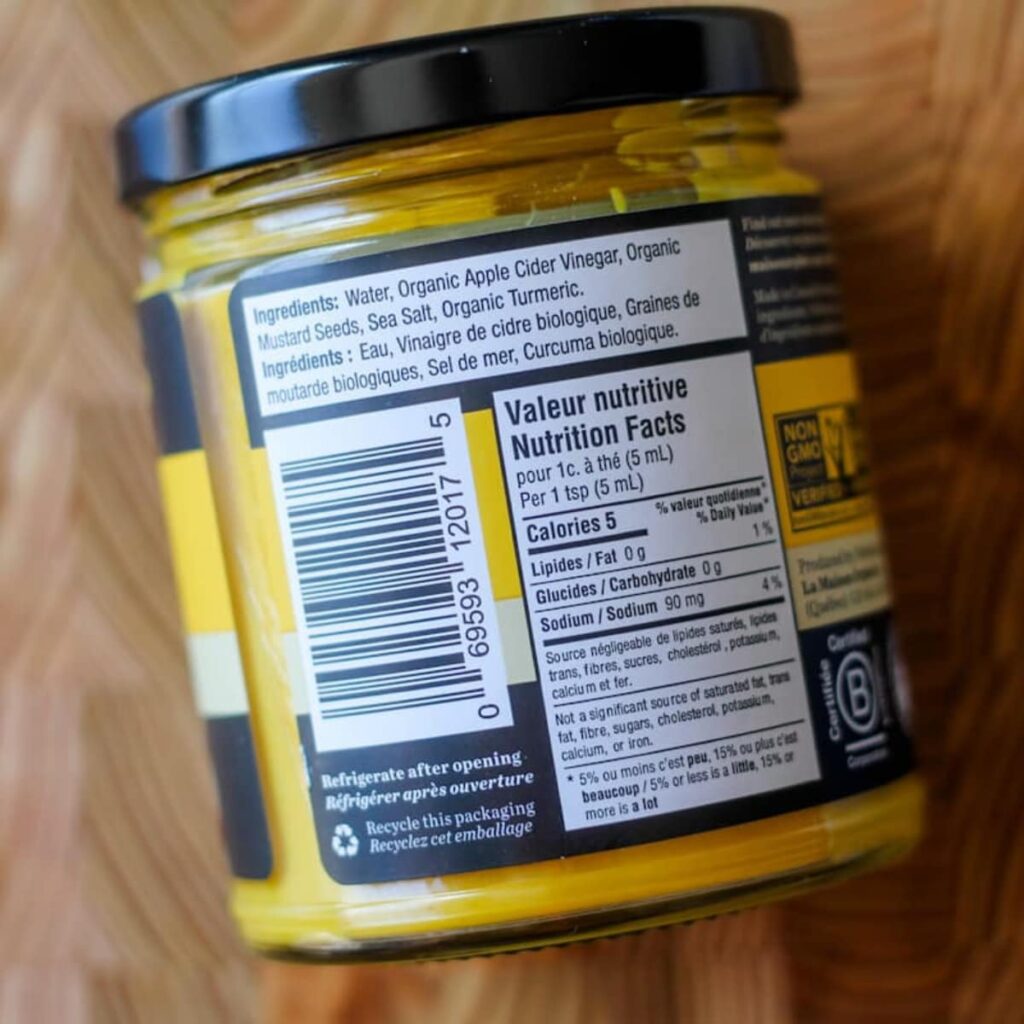 Ingredients: Water, Organic Apple Cider Vinegar, Organic
Mustard Seeds, Sea Salt, Organic Turmeric.
Ingrédients : Eau, Vinaigre de cidre biologique, Graines de
moutarde biologiques, Sel de mer, Curcuma biologique.
0 69593 12017 5
Refrigerate after opening
Réfrigérer après ouverture
Recycle this packaging
Recyclez cet emballage
Valeur nutritive
Nutrition Facts
pour 1c. à thé (5 mL)
Per 1 tsp (5 mL)
% valeur quotidienne*
Calories 5 % Daily Value*
Lipides / Fat 0 g 1 %
Glucides / Carbohydrate 0 g
Sodium / Sodium 90 mg 4 %
Source négligeable de lipides saturés, lipides
trans, fibres, sucres, cholestérol , potassium,
calcium et fer.
Not a significant source of saturated fat, trans
fat, fibre, sugars, cholesterol, potassium,
calcium, or iron.
* 5% ou moins c'est peu, 15% ou plus c'est
beaucoup / 5% or less is a little, 15% or
more is a lot
NON
GMO
Project
VERIFIED
Produced by
La Maison
(Québec)
Certified
Certifiée
B